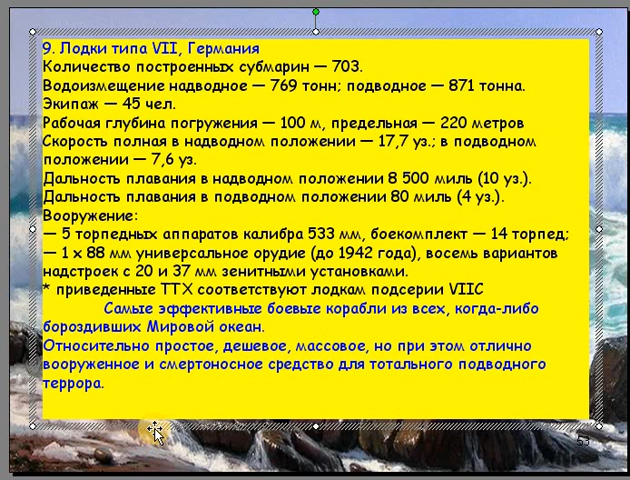 9. Лодки типа VII, Германия
Количество построенных субмарин — 703.
Водоизмещение надводное — 769 тонн; подводное — 871 тонна.
Экипаж — 45 чел.
Рабочая глубина погружения — 100 м, предельная — 220 метров
Скорость полная в надводном положении — 17,7 уз.; в подводном
положении — 7,6 уз.
Дальность плавания в надводном положении 8 500 миль (10 уз.).
Дальность плавания в подводном положении 80 миль (4 уз.).
Вооружение:
— 5 торпедных аппаратов калибра 533 мм, боекомплект — 14 торпед;
— 1 х 88 мм универсальное орудие (до 1942 года), восемь вариантов
надстроек с 20 и 37 мм зенитными установками.
* приведенные ТТХ соответствуют лодкам подсерии VIIC
Самые эффективные боевые корабли из всех, когда-либо
бороздивших Мировой океан.
Относительно простое, дешевое, массовое, но при этом отлично
вооруженное и смертоносное средство для тотального подводного
террора.
53